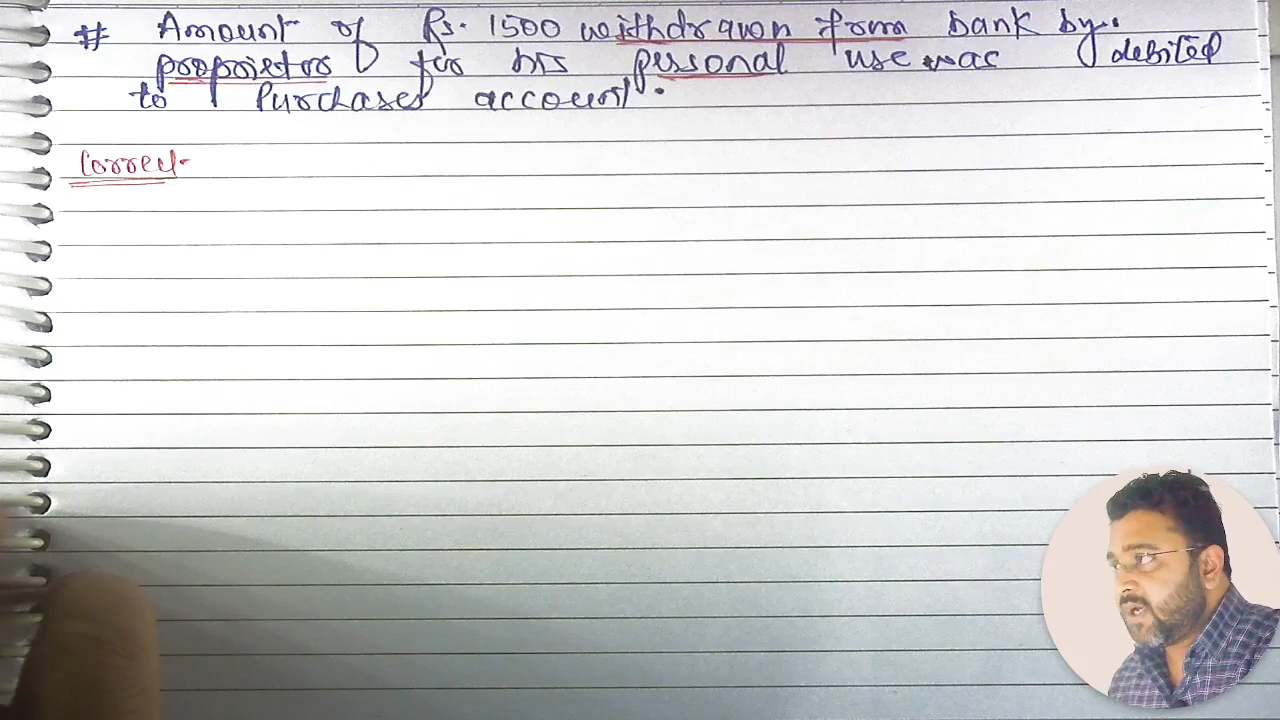 # Amount of Rs. 1500 withdrawn from bank by
proprietor for his personal use was debited
to Purchases account.
Correct